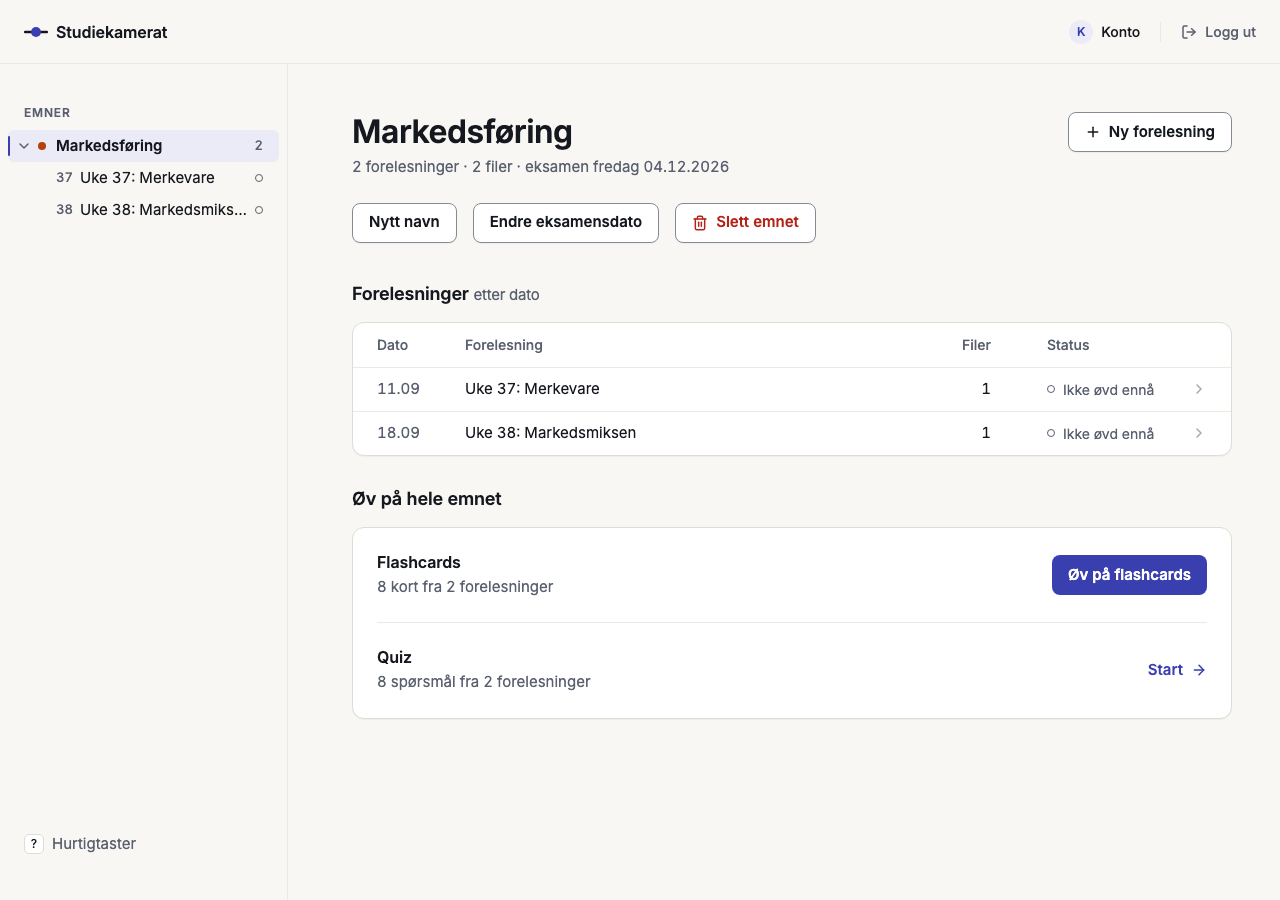 Studiekamerat
K Konto
Logg ut
EMNER
Markedsføring 2
37 Uke 37: Merkevare
38 Uke 38: Markedsmiks...
? Hurtigtaster
Markedsføring
2 forelesninger · 2 filer · eksamen fredag 04.12.2026
Ny forelesning
Nytt navn
Endre eksamensdato
Slett emnet
Forelesninger etter dato
Dato Forelesning Filer Status
11.09 Uke 37: Merkevare 1 Ikke øvd ennå
18.09 Uke 38: Markedsmiksen 1 Ikke øvd ennå
Øv på hele emnet
Flashcards
8 kort fra 2 forelesninger
Øv på flashcards
Quiz
8 spørsmål fra 2 forelesninger
Start